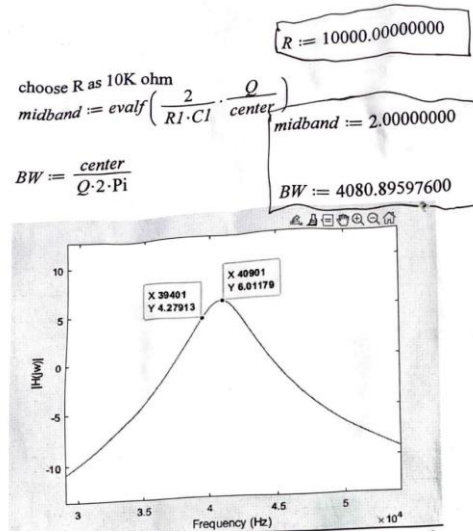 R := 10000.00000000
choose R as 10K ohm
midband := evalf(2/(R1·C1) · Q/center)
midband := 2.00000000
BW := center/(Q·2·Pi)
BW := 4080.89597600
X 39401
Y 4.27913
X 40901
Y 6.01179
10
5
0
-5
-10
|H(jw)|
3
3.5
4
4.5
5
×10⁴
Frequency (Hz)